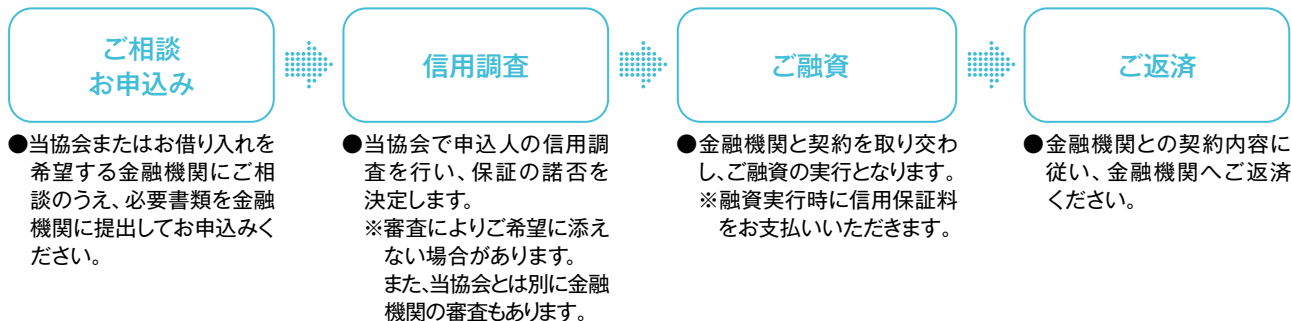 ご相談
お申込み
●当協会またはお借り入れを
希望する金融機関にご相
談のうえ、必要書類を金融
機関に提出してお申込みく
ださい。
信用調査
●当協会で申込人の信用調
査を行い、保証の諾否を
決定します。
※審査によりご希望に添え
ない場合があります。
また、当協会とは別に金融
機関の審査もあります。
ご融資
●金融機関と契約を取り交わ
し、ご融資の実行となります。
※融資実行時に信用保証料
をお支払いいただきます。
ご返済
●金融機関との契約内容に
従い、金融機関へご返済
ください。